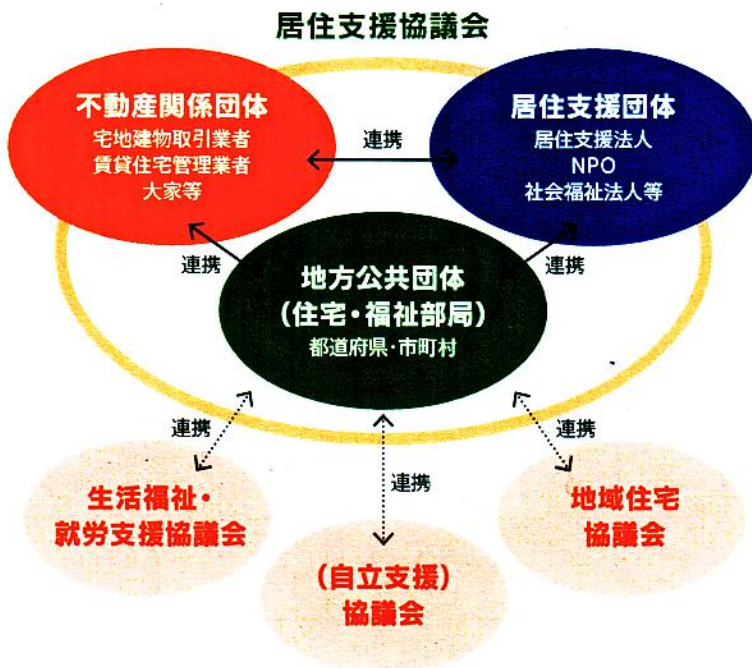 居住支援協議会
不動産関係団体
宅地建物取引業者
賃貸住宅管理業者
大家等
連携
居住支援団体
居住支援法人
NPO
社会福祉法人等
連携
連携
地方公共団体
(住宅・福祉部局)
都道府県・市町村
連携
連携
連携
生活福祉・
就労支援協議会
(自立支援)
協議会
地域住宅
協議会